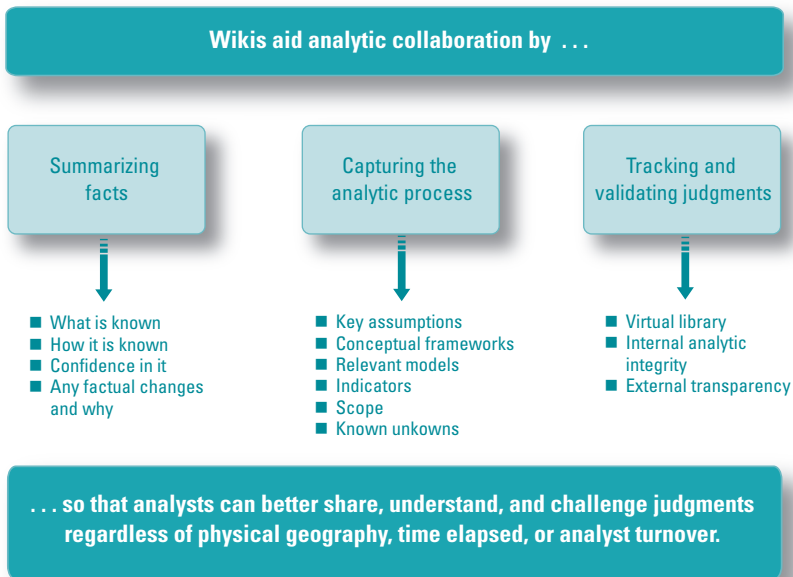 Wikis aid analytic collaboration by . . .
Summarizing
facts
What is known
How it is known
Confidence in it
Any factual changes
and why
Capturing the
analytic process
Key assumptions
Conceptual frameworks
Relevant models
Indicators
Scope
Known unkowns
Tracking and
validating judgments
Virtual library
Internal analytic
integrity
External transparency
. . . so that analysts can better share, understand, and challenge judgments
regardless of physical geography, time elapsed, or analyst turnover.